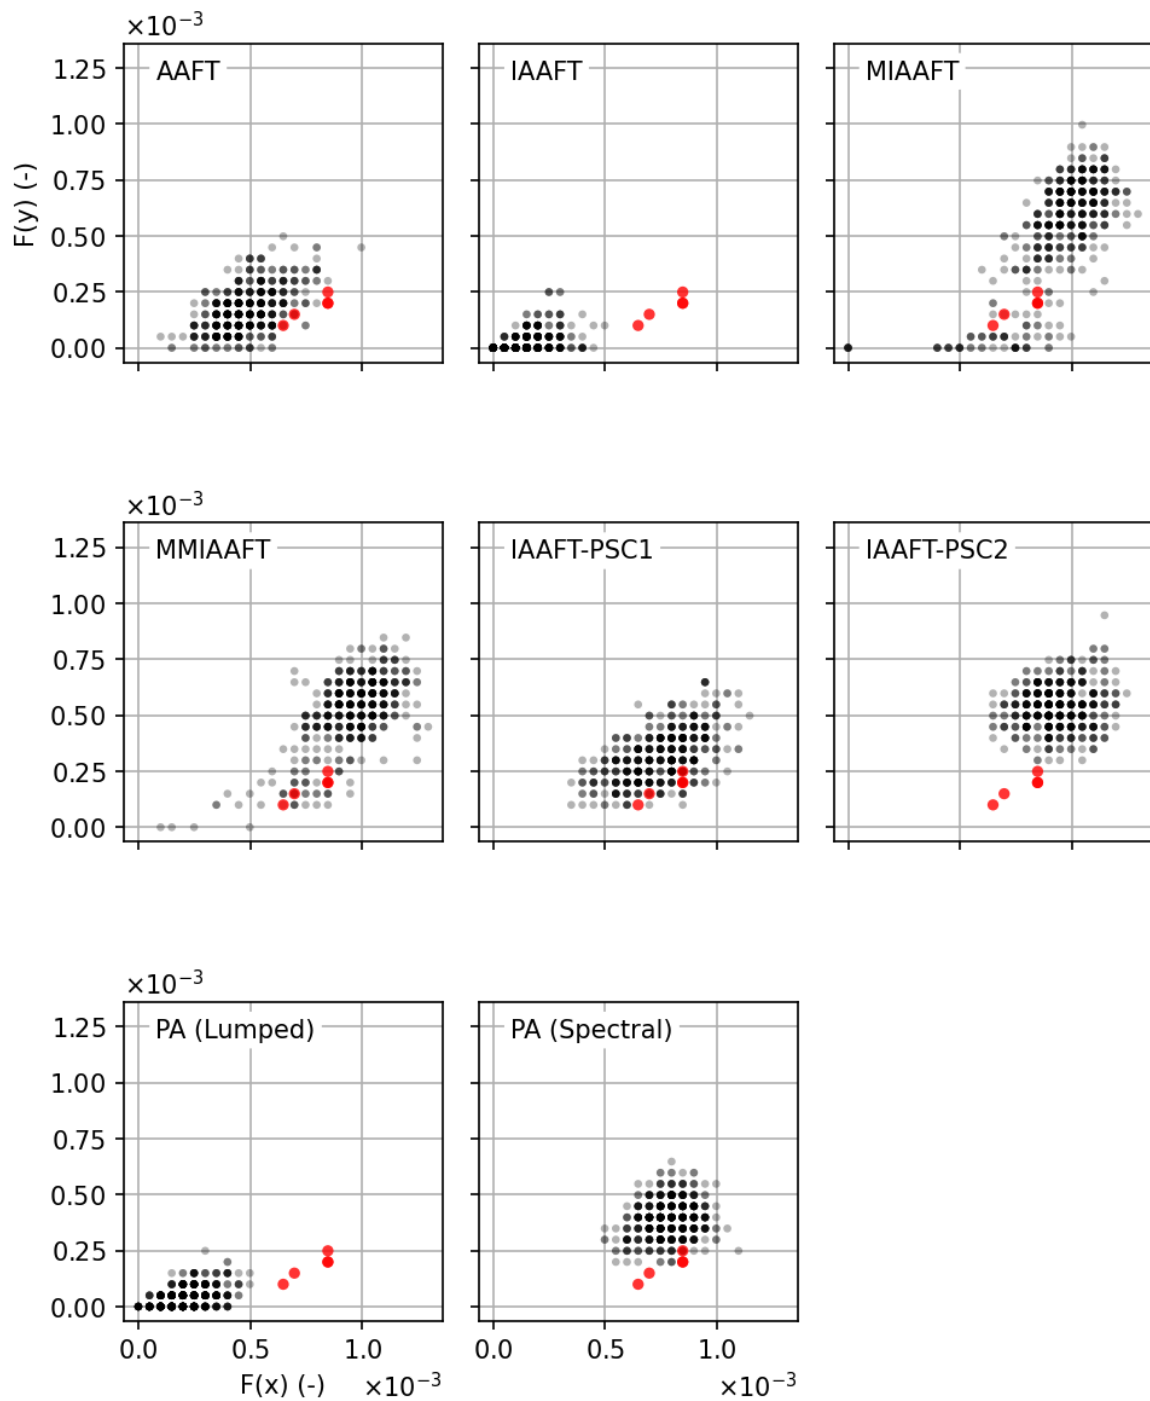 ×10⁻³
AAFT
IAAFT
MIAAFT
1.25
1.00
0.75
0.50
0.25
0.00
F(y) (-)
×10⁻³
MMIAAFT
IAAFT-PSC1
IAAFT-PSC2
1.25
1.00
0.75
0.50
0.25
0.00
×10⁻³
PA (Lumped)
PA (Spectral)
1.25
1.00
0.75
0.50
0.25
0.00
0.0 0.5 1.0
0.0 0.5 1.0
F(x) (-) ×10⁻³
×10⁻³